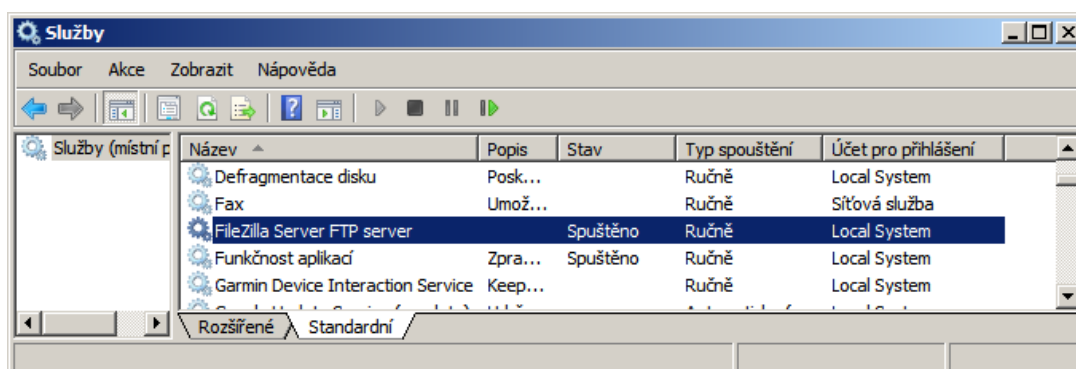 Služby
Soubor Akce Zobrazit Nápověda
Služby (místní p
Název Popis Stav Typ spouštění Účet pro přihlášení
Defragmentace disku Posk... Ručně Local System
Fax Umož... Ručně Síťová služba
FileZilla Server FTP server Spuštěno Ručně Local System
Funkčnost aplikací Zpra... Spuštěno Ručně Local System
Garmin Device Interaction Service Keep... Ručně Local System
Rozšířené Standardní